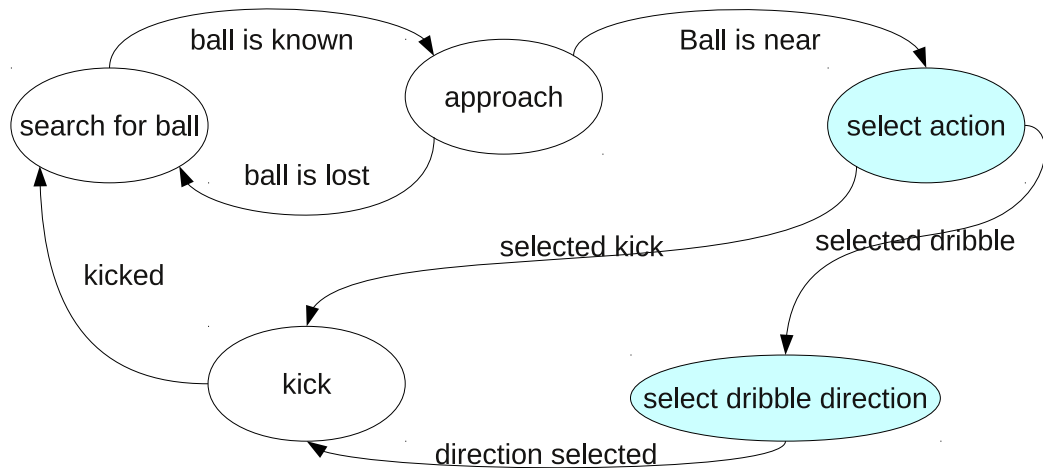 ball is known
Ball is near
approach
search for ball
select action
ball is lost
selected kick
selected dribble
kicked
kick
select dribble direction
direction selected